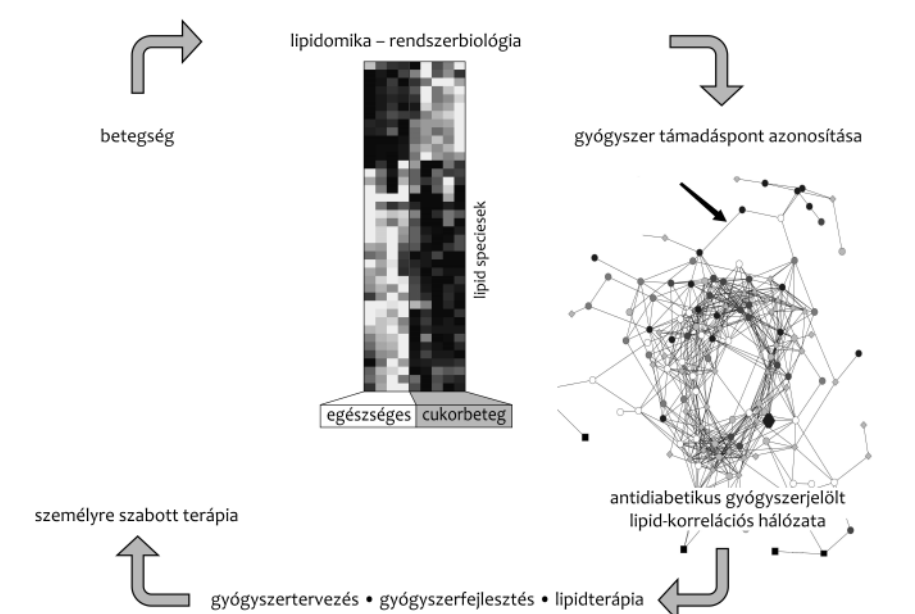 lipidomika – rendszerbiológia
betegség
gyógyszer támadáspont azonosítása
lipid speciesek
egészséges
cukorbeteg
antidiabetikus gyógyszerjelölt
lipid-korrelációs hálózata
személyre szabott terápia
gyógyszertervezés • gyógyszerfejlesztés • lipidterápia